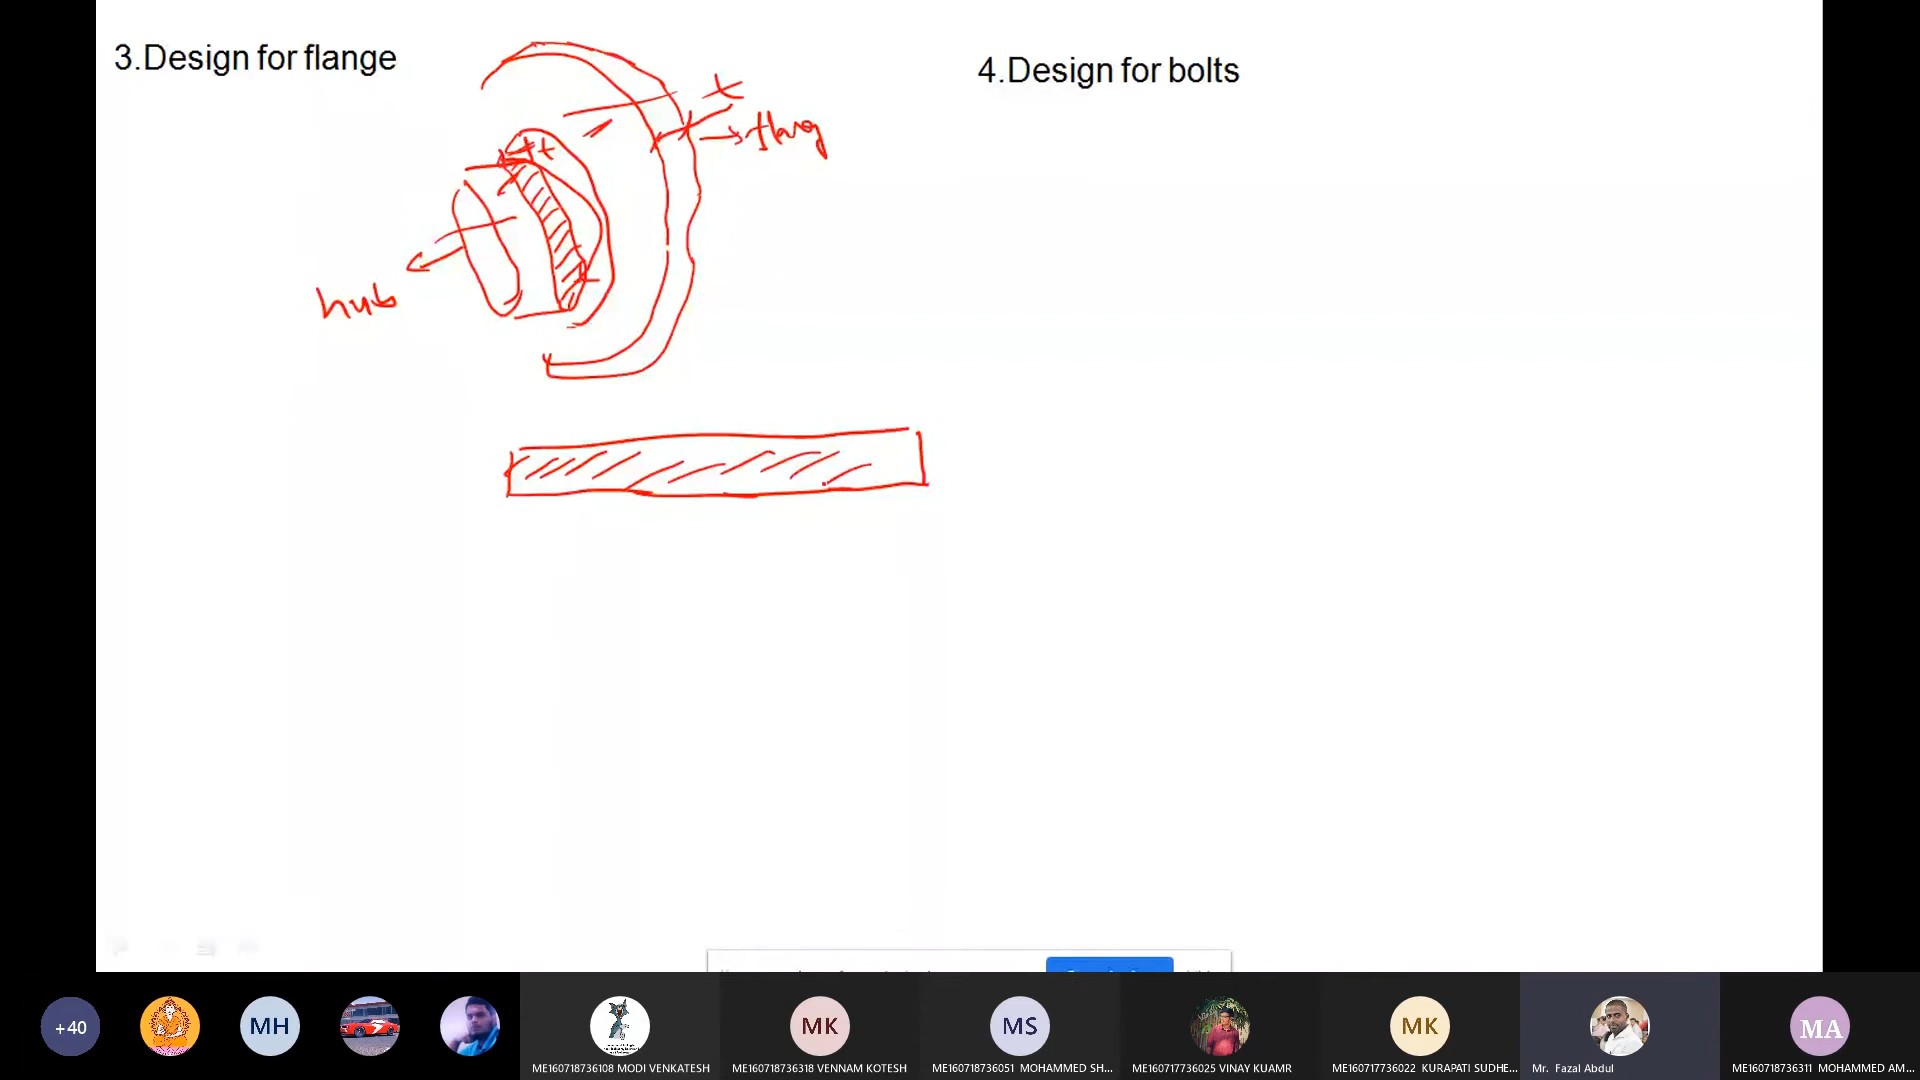 3.Design for flange
4.Design for bolts
t
flang
t
hub
+40
MH
MK
MS
MK
MA
ME160718736108 MODI VENKATESH
ME160718736318 VENNAM KOTESH
ME160718736051 MOHAMMED SH...
ME160717736025 VINAY KUAMR
ME160717736022 KURAPATI SUDHE...
Mr. Fazal Abdul
ME160718736311 MOHAMMED AM...